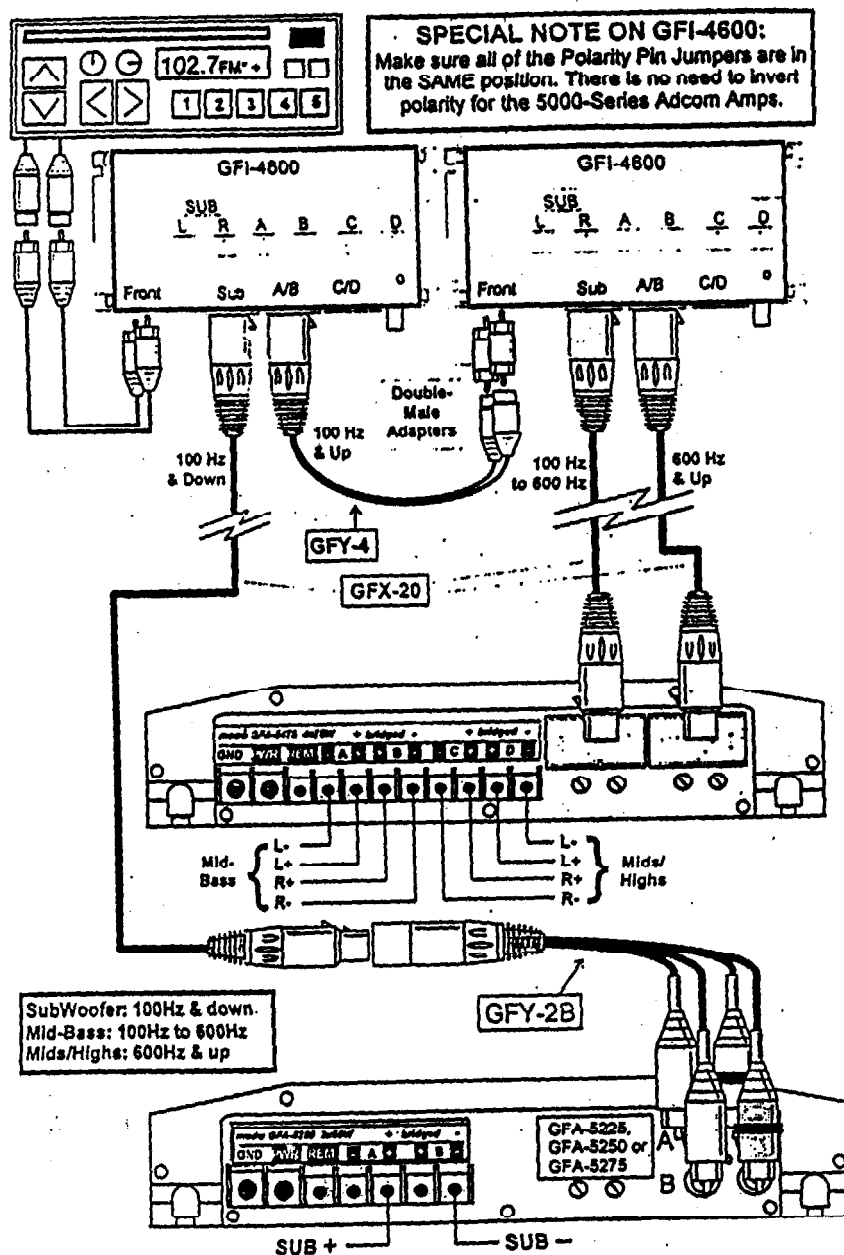 102.7FM
1 2 3 4 5
SPECIAL NOTE ON GFI-4600:
Make sure all of the Polarity Pin Jumpers are in
the SAME position. There is no need to invert
polarity for the 5000-Series Adcom Amps.
GFI-4600
SUB
L R A B C D
Front Sub A/B C/D
GFI-4600
SUB
L R A B C D
Front Sub A/B C/D
Double-
Male
Adapters
100 Hz
& Down
100 Hz
& Up
100 Hz
to 600 Hz
600 Hz
& Up
GFY-4
GFX-20
+ bridged - + bridged -
GND PWR REM A B C D
Mid-
Bass
L-
L+
R+
R-
L-
L+
R+
R-
Mids/
Highs
GFY-2B
SubWoofer: 100Hz & down.
Mid-Bass: 100Hz to 600Hz
Mids/Highs: 600Hz & up
+ bridged -
GND PWR REM A B
GFA-5225,
GFA-5250 or
GFA-5275
A
B
SUB +
SUB -